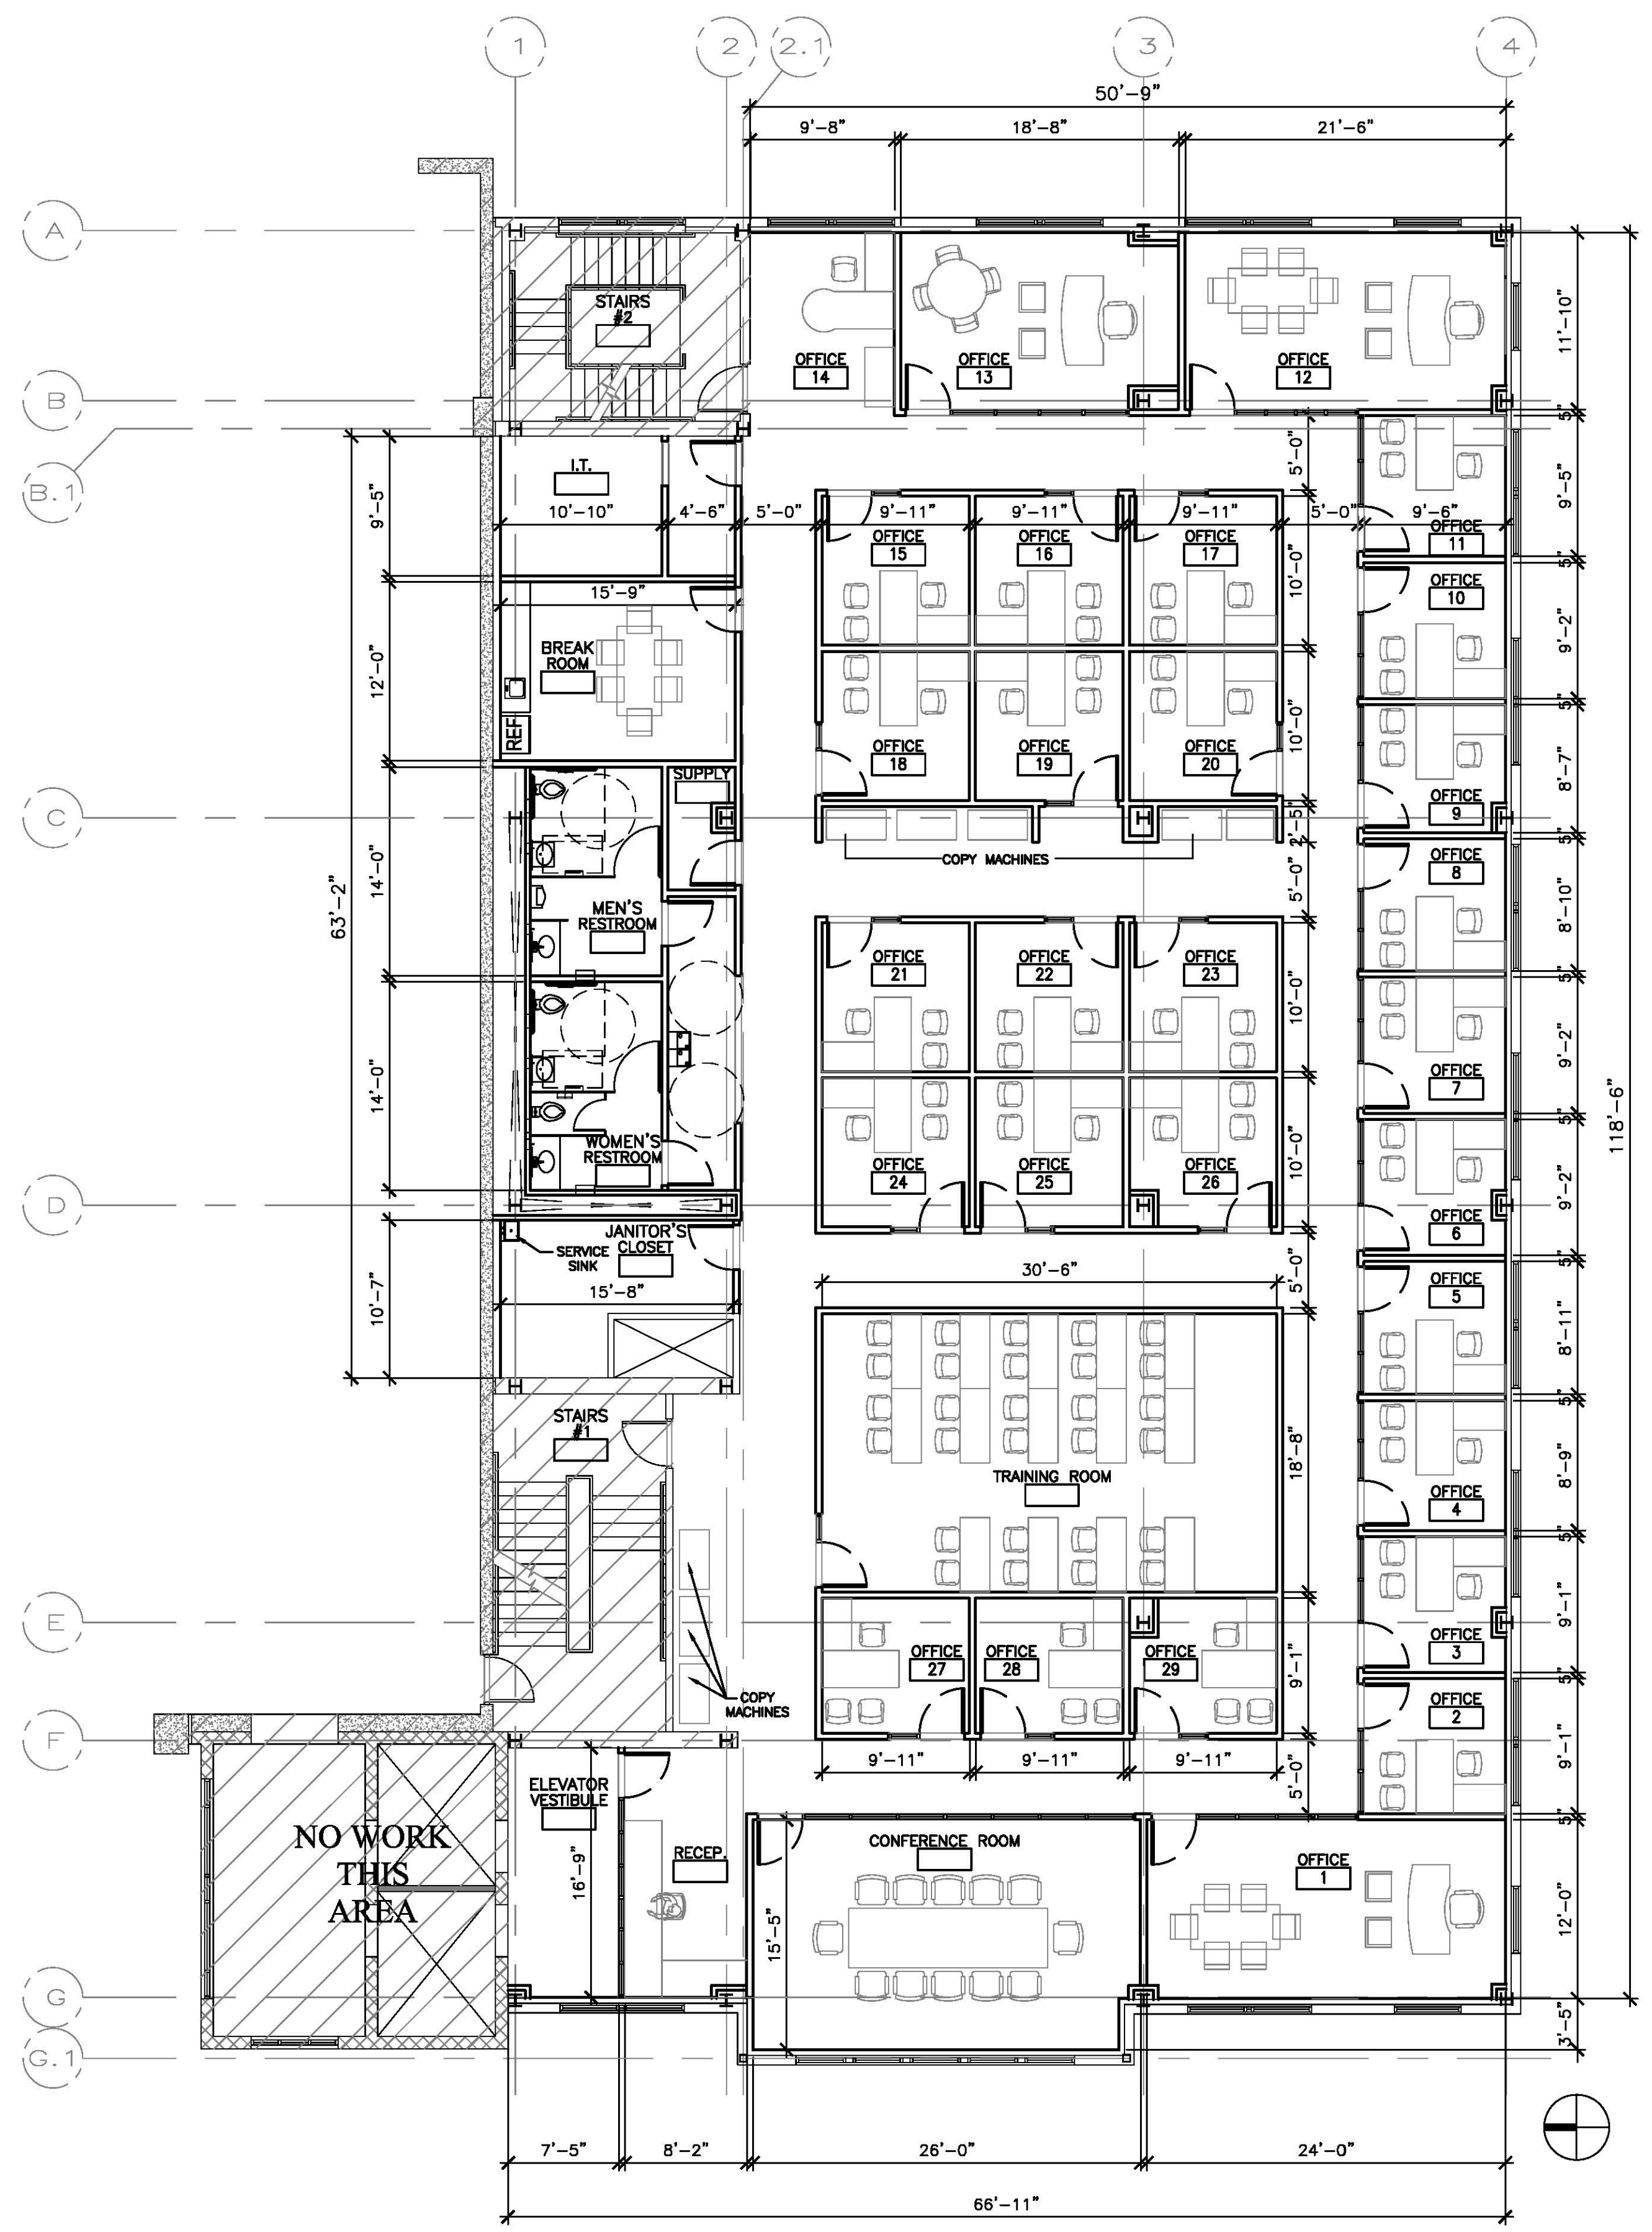 1
2
2.1
3
4
50'-9"
9'-8"
18'-8"
21'-6"
A
STAIRS
#2
OFFICE
14
OFFICE
13
OFFICE
12
11'-10"
B
B.1
5"
5'-0"
I.T.
9'-5"
10'-10"
4'-6"
5'-0"
9'-11"
9'-11"
9'-11"
5'-0"
9'-6"
9'-5"
OFFICE
15
OFFICE
16
OFFICE
17
OFFICE
11
5"
10'-0"
15'-9"
OFFICE
10
9'-2"
BREAK
ROOM
12'-0"
REF
5"
OFFICE
18
OFFICE
19
OFFICE
20
10'-0"
8'-7"
SUPPLY
OFFICE
9
C
2'-5"
5"
COPY MACHINES
OFFICE
8
63'-2"
14'-0"
5'-0"
8'-10"
MEN'S
RESTROOM
OFFICE
21
OFFICE
22
OFFICE
23
10'-0"
5"
9'-2"
OFFICE
7
14'-0"
5"
118'-6"
WOMEN'S
RESTROOM
OFFICE
24
OFFICE
25
OFFICE
26
10'-0"
9'-2"
D
OFFICE
6
JANITOR'S
CLOSET
SERVICE
SINK
15'-8"
10'-7"
30'-6"
5'-0"
5"
OFFICE
5
8'-11"
5"
STAIRS
#1
TRAINING ROOM
18'-8"
8'-9"
OFFICE
4
5"
E
9'-1"
OFFICE
3
OFFICE
27
OFFICE
28
OFFICE
29
9'-1"
5"
COPY
MACHINES
OFFICE
2
F
9'-11"
9'-11"
9'-11"
5'-0"
9'-1"
ELEVATOR
VESTIBULE
5"
NO WORK
THIS
AREA
16'-9"
RECEP.
CONFERENCE ROOM
15'-5"
OFFICE
1
12'-0"
G
3'-5"
G.1
7'-5"
8'-2"
26'-0"
24'-0"
66'-11"